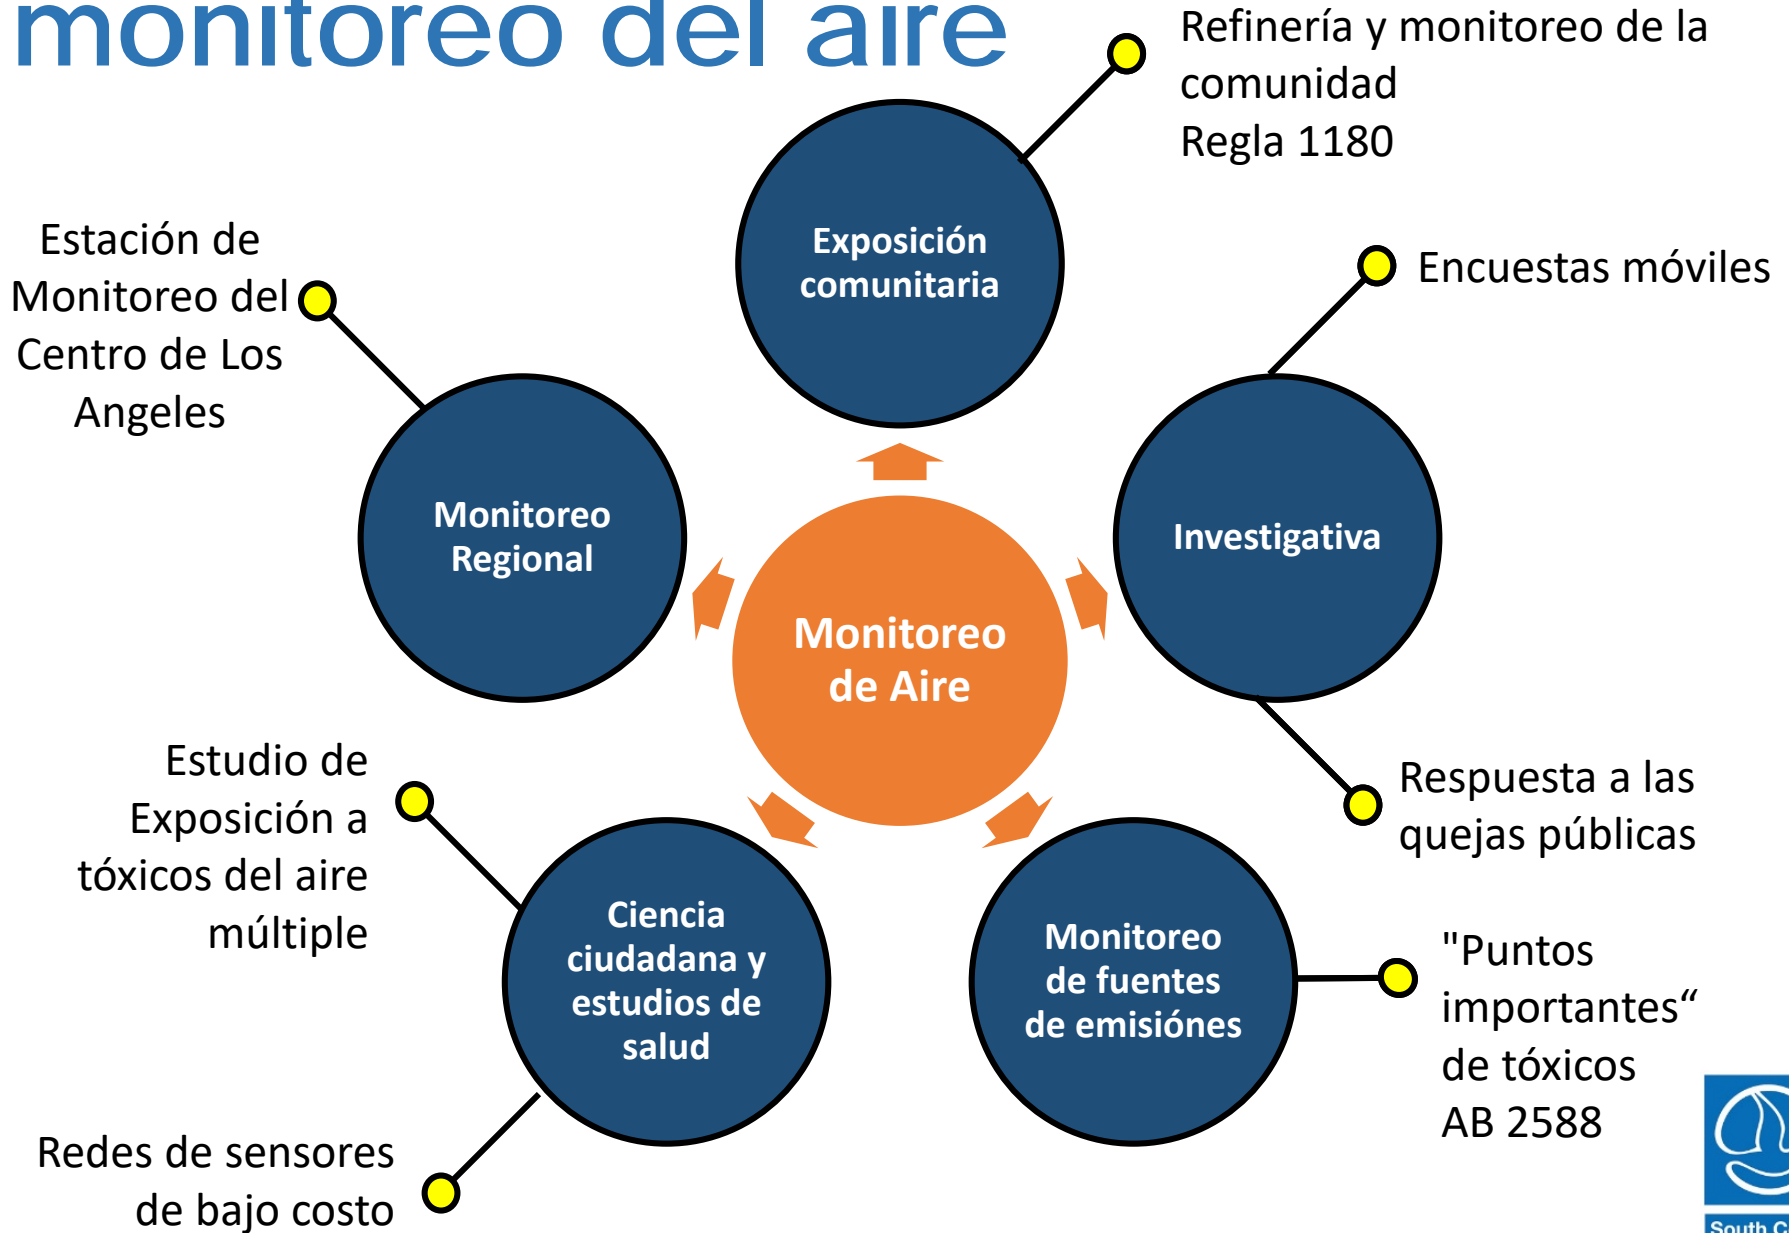 monitoreo del aire
Refinería y monitoreo de la
comunidad
Regla 1180
Exposición
comunitaria
Estación de
Monitoreo del
Centro de Los
Angeles
Encuestas móviles
Monitoreo
Regional
Investigativa
Monitoreo
de Aire
Estudio de
Exposición a
tóxicos del aire
múltiple
Respuesta a las
quejas públicas
Ciencia
ciudadana y
estudios de
salud
Monitoreo
de fuentes
de emisiónes
"Puntos
importantes“
de tóxicos
AB 2588
Redes de sensores
de bajo costo
South C